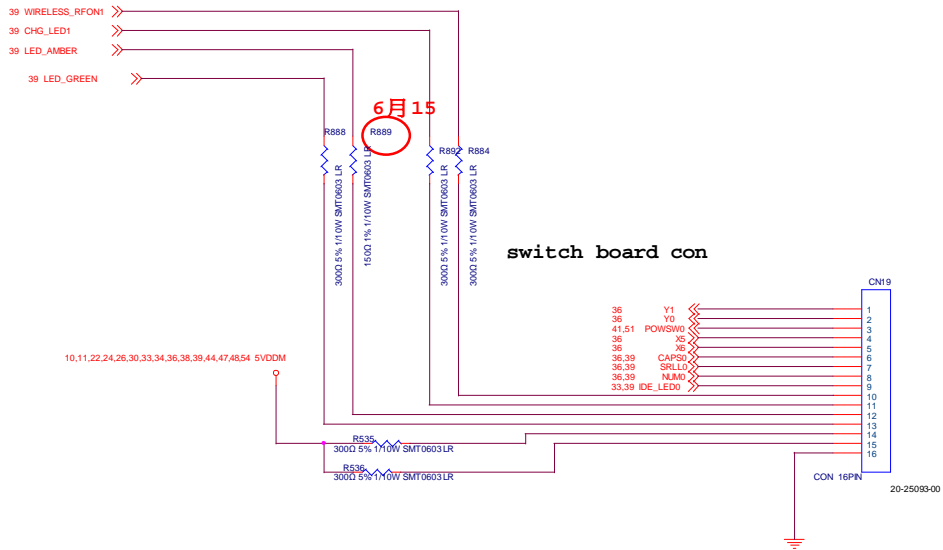 39 WIRELESS_RFON1
39 CHG_LED1
39 LED_AMBER
39 LED_GREEN
6月15
R888
R889
R892
R884
300Ω 5% 1/10W SMT0603 LR
150Ω 1% 1/10W SMT0603 LR
300Ω 5% 1/10W SMT0603 LR
300Ω 5% 1/10W SMT0603 LR
switch board con
CN19
36 Y1 1
36 Y0 2
41,51 POWSW0 3
36 X5 4
36 X6 5
36,39 CAPS0 6
36,39 SRLL0 7
36,39 NUM0 8
33,39 IDE_LED0 9
10
11
12
13
14
15
16
10,11,22,24,26,30,33,34,36,38,39,44,47,48,54 5VDDM
R535
300Ω 5% 1/10W SMT0603 LR
R536
300Ω 5% 1/10W SMT0603 LR
CON 16PIN
20-25093-00